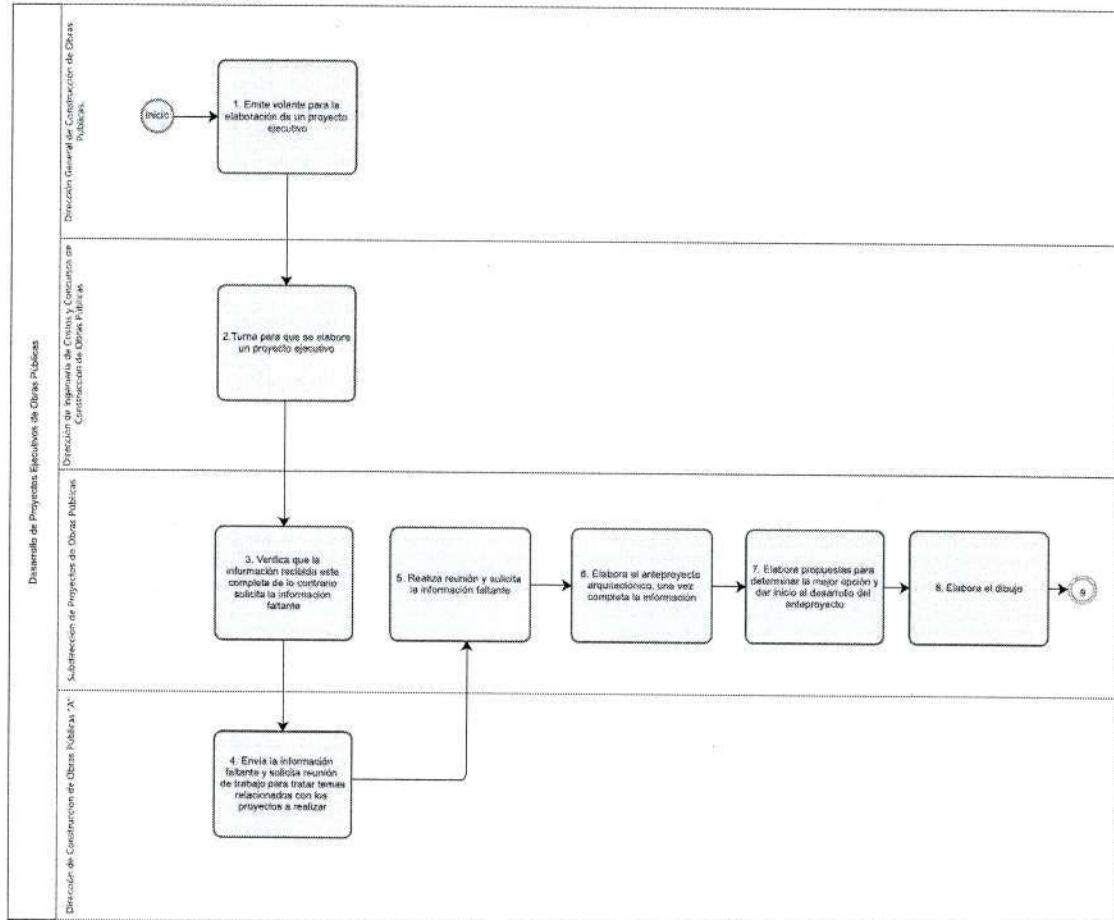 Desarrollo de Proyectos Ejecutivos de Obras Públicas
Dirección General de Construcción de Obras
Públicas.
Inicio
1. Emite volante para la
elaboración de un proyecto
ejecutivo
Dirección de Ingeniería de Costos y Concursos de
Construcción de Obras Públicas
2.Turna para que se elabore
un proyecto ejecutivo
Subdirección de Proyectos de Obras Públicas
3. Verifica que la
información recibida este
completa de lo contrario
solicita la información
faltante
5. Realiza reunión y solicita
la información faltante
6. Elabora el anteproyecto
arquitectónico, una vez
completa la información
7. Elabora propuestas para
determinar la mejor opción y
dar inicio al desarrollo del
anteproyecto
8. Elabora el dibujo
9
Dirección de Construcción de Obras Públicas "A"
4. Envía la información
faltante y solicita reunión
de trabajo para tratar temas
relacionados con los
proyectos a realizar